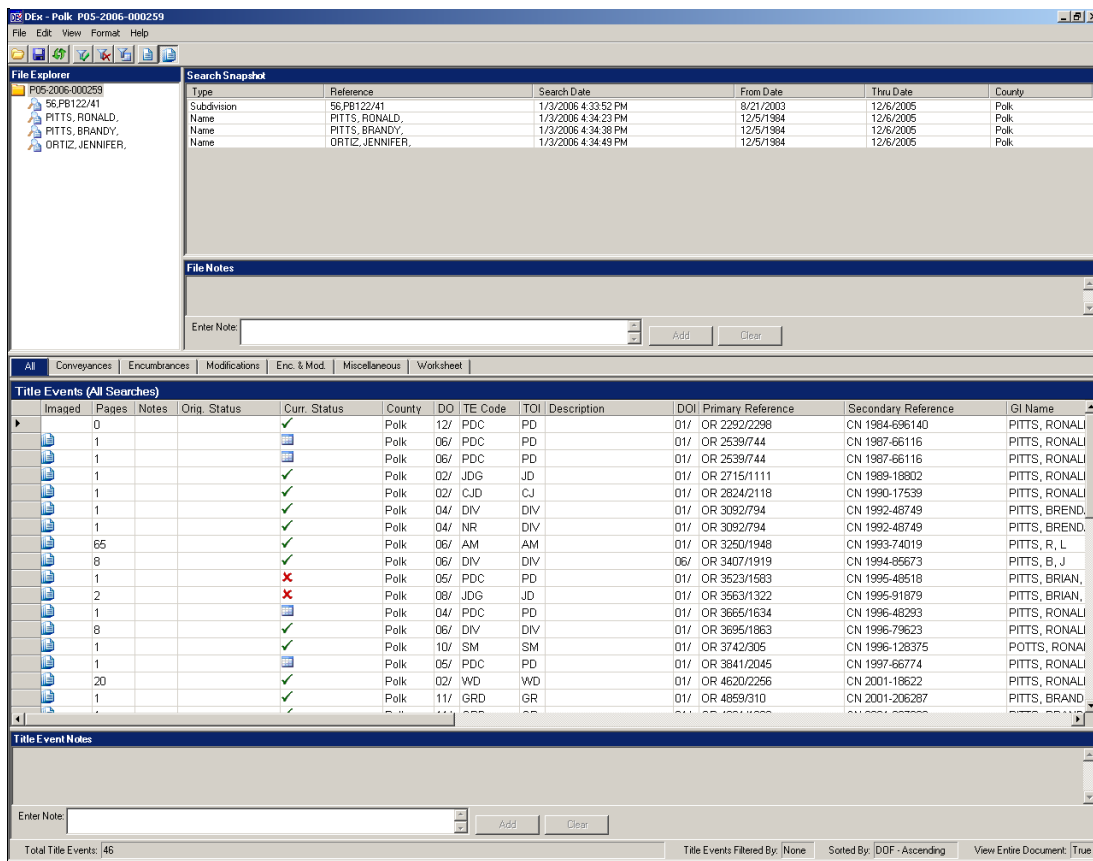 DEx - Polk P05-2006-000259
File Edit View Format Help
File Explorer
P05-2006-000259
56,PB122/41
PITTS, RONALD,
PITTS, BRANDY,
ORTIZ, JENNIFER,
Search Snapshot
Type Reference Search Date From Date Thru Date County
Subdivision 56,PB122/41 1/3/2006 4:33:52 PM 8/21/2003 12/6/2005 Polk
Name PITTS, RONALD, 1/3/2006 4:34:23 PM 12/5/1984 12/6/2005 Polk
Name PITTS, BRANDY, 1/3/2006 4:34:38 PM 12/5/1984 12/6/2005 Polk
Name ORTIZ, JENNIFER, 1/3/2006 4:34:49 PM 12/5/1984 12/6/2005 Polk
File Notes
Enter Note: Add Clear
All Conveyances Encumbrances Modifications Enc. & Mod. Miscellaneous Worksheet
Title Events (All Searches)
Imaged Pages Notes Orig. Status Curr. Status County DO TE Code TOI Description DOI Primary Reference Secondary Reference GI Name
0 Polk 12/ PDC PD 01/ OR 2292/2298 CN 1984-696140 PITTS, RONAL
1 Polk 06/ PDC PD 01/ OR 2539/744 CN 1987-66116 PITTS, RONAL
1 Polk 06/ PDC PD 01/ OR 2539/744 CN 1987-66116 PITTS, RONAL
1 Polk 02/ JDG JD 01/ OR 2715/1111 CN 1989-18802 PITTS, RONAL
1 Polk 02/ CJD CJ 01/ OR 2824/2118 CN 1990-17539 PITTS, RONAL
1 Polk 04/ DIV DIV 01/ OR 3092/794 CN 1992-48749 PITTS, BREND
1 Polk 04/ NR DIV 01/ OR 3092/794 CN 1992-48749 PITTS, BREND
65 Polk 06/ AM AM 01/ OR 3250/1948 CN 1993-74019 PITTS, R, L
8 Polk 06/ DIV DIV 06/ OR 3407/1919 CN 1994-85673 PITTS, B, J
1 Polk 05/ PDC PD 01/ OR 3523/1583 CN 1995-48518 PITTS, BRIAN,
2 Polk 08/ JDG JD 01/ OR 3563/1322 CN 1995-91879 PITTS, BRIAN,
1 Polk 04/ PDC PD 01/ OR 3665/1634 CN 1996-48293 PITTS, RONAL
8 Polk 06/ DIV DIV 01/ OR 3695/1863 CN 1996-79623 PITTS, RONAL
1 Polk 10/ SM SM 01/ OR 3742/305 CN 1996-128375 POTTS, RONA
1 Polk 05/ PDC PD 01/ OR 3841/2045 CN 1997-66774 PITTS, RONAL
20 Polk 02/ WD WD 01/ OR 4620/2256 CN 2001-18622 PITTS, RONAL
1 Polk 11/ GRD GR 01/ OR 4859/310 CN 2001-206287 PITTS, BRAND
Title Event Notes
Enter Note: Add Clear
Total Title Events: 46 Title Events Filtered By: None Sorted By: DOF - Ascending View Entire Document: True